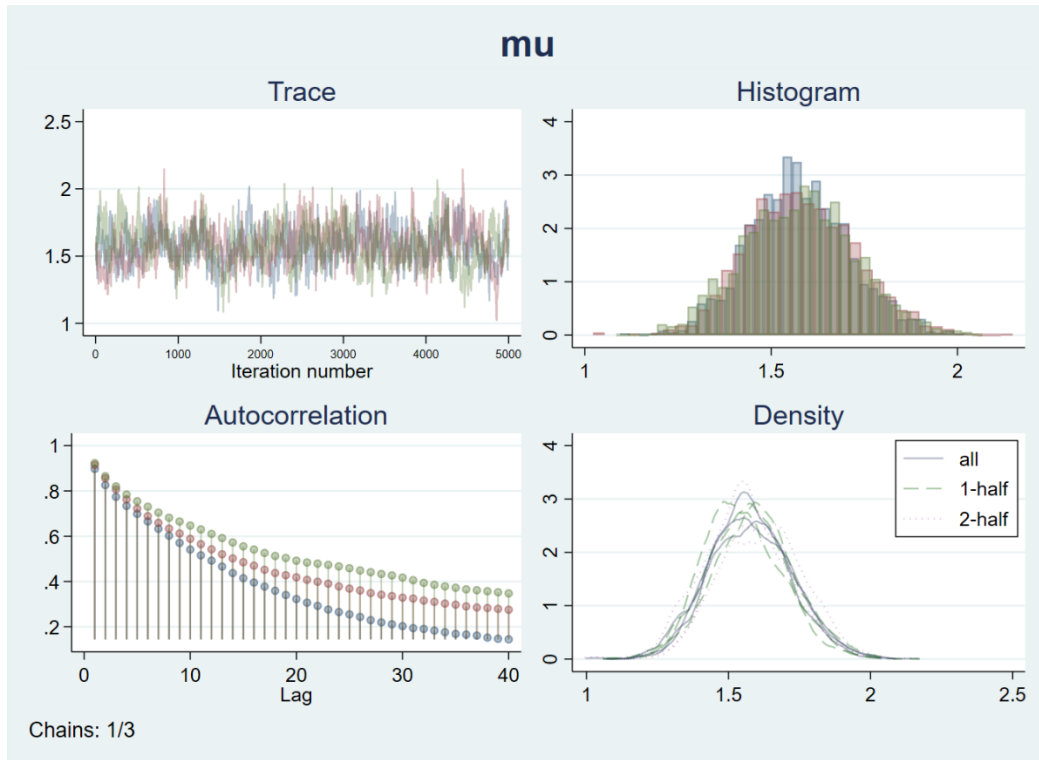 mu
Trace
2.5
2
1.5
1
0 1000 2000 3000 4000 5000
Iteration number
Histogram
4
3
2
1
0
1 1.5 2
Autocorrelation
1
.8
.6
.4
.2
0 10 20 30 40
Lag
Density
4
3
2
1
0
all
1-half
2-half
1 1.5 2 2.5
Chains: 1/3